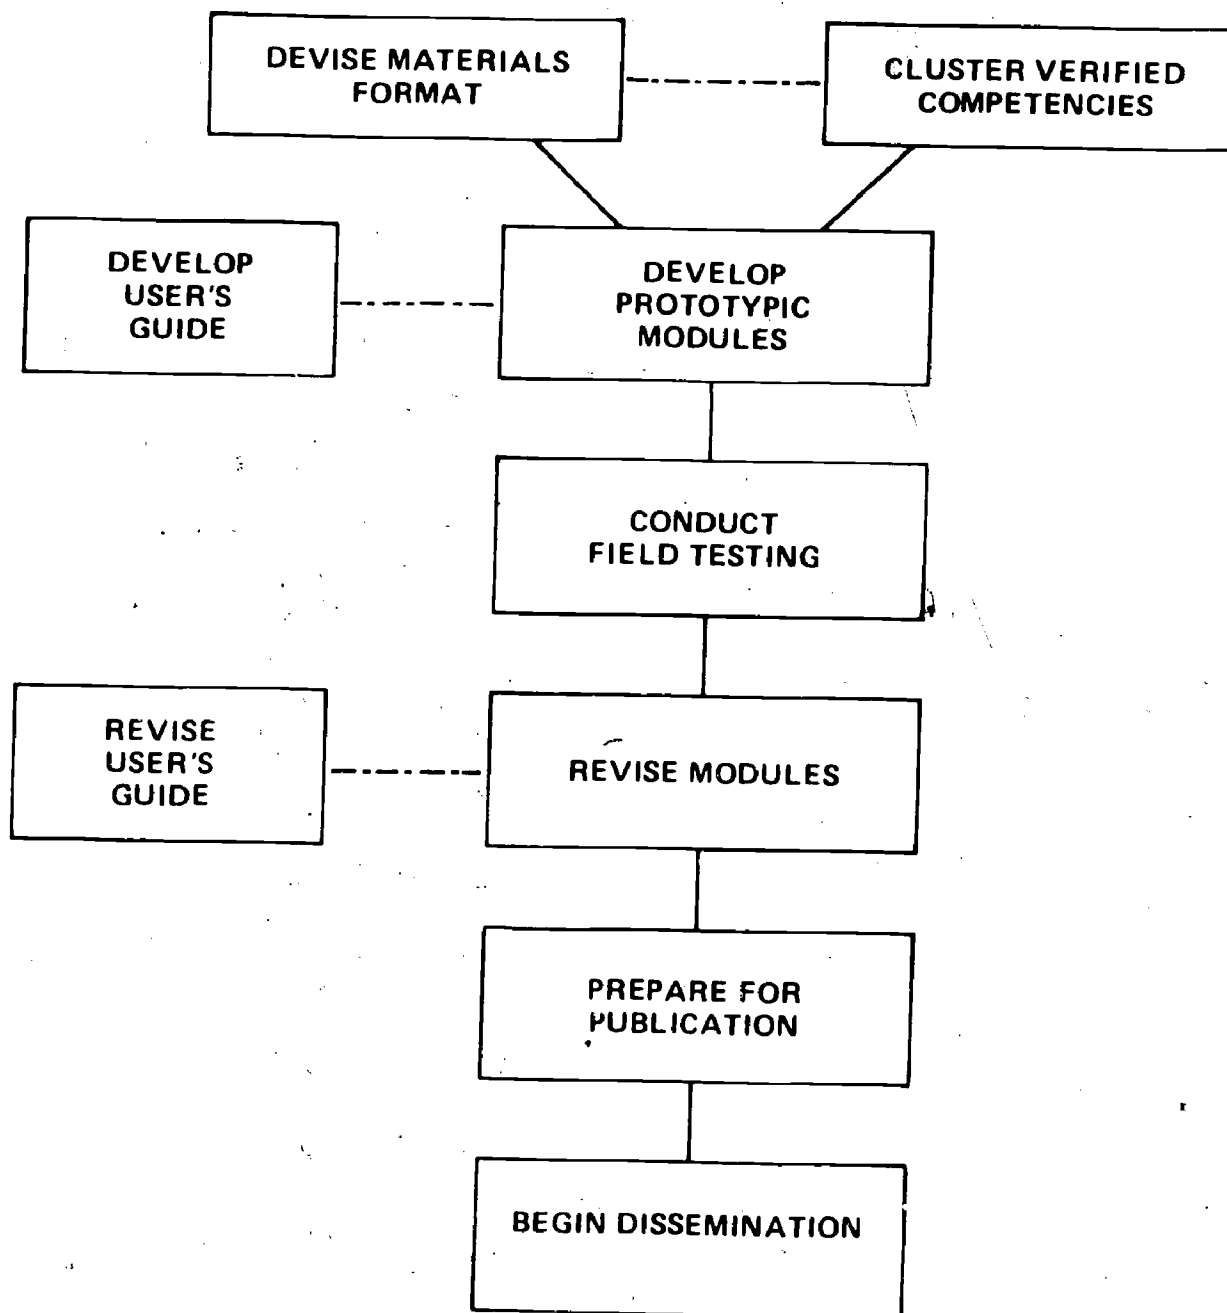 DEVISE MATERIALS
FORMAT
CLUSTER VERIFIED
COMPETENCIES
DEVELOP
USER'S
GUIDE
DEVELOP
PROTOTYPIC
MODULES
CONDUCT
FIELD TESTING
REVISE
USER'S
GUIDE
REVISE MODULES
PREPARE FOR
PUBLICATION
BEGIN DISSEMINATION